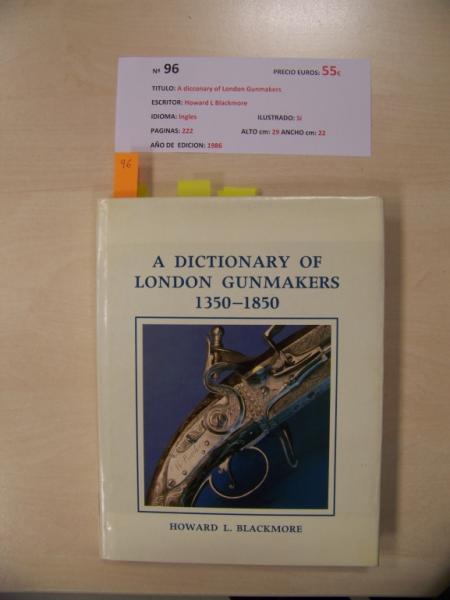 Nº 96 PRECIO EUROS: 55€
TITULO: A dicconary of London Gunmakers
ESCRITOR: Howard L Blackmore
IDIOMA: Ingles ILUSTRADO: Si
PAGINAS: 222 ALTO cm: 29 ANCHO cm: 22
AÑO DE EDICION: 1986
96
A DICTIONARY OF
LONDON GUNMAKERS
1350–1850
HOWARD L. BLACKMORE